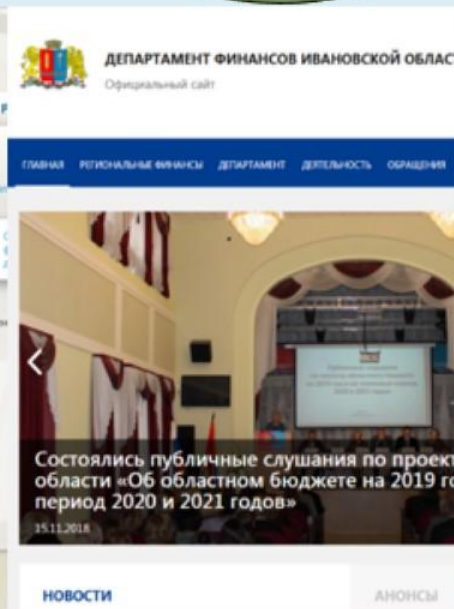 ДЕПАРТАМЕНТ ФИНАНСОВ ИВАНОВСКОЙ ОБЛАСТ
Официальный сайт
ГЛАВНАЯ РЕГИОНАЛЬНЫЕ ФИНАНСЫ ДЕПАРТАМЕНТ ДЕЯТЕЛЬНОСТЬ ОБРАЩЕНИЯ
Состоялись публичные слушания по проект
области «Об областном бюджете на 2019 го
период 2020 и 2021 годов»
15.11.2018
НОВОСТИ АНОНСЫ